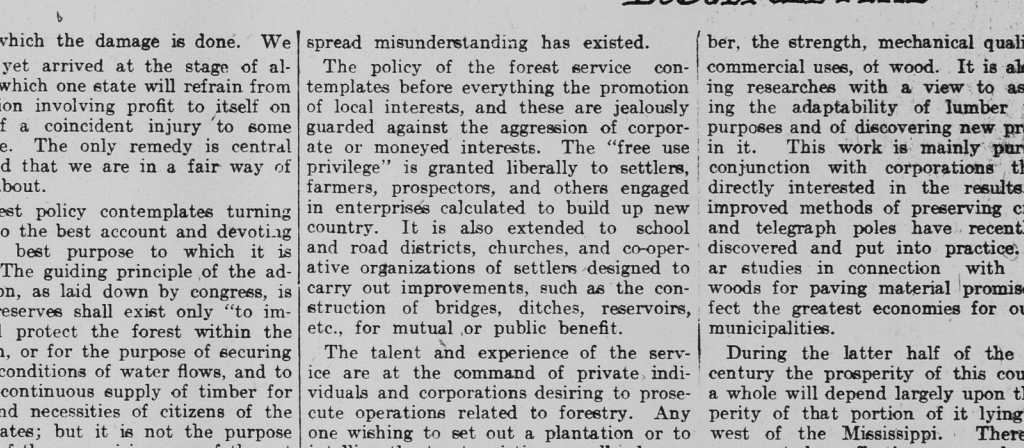 which the damage is done. We
yet arrived at the stage of al-
which one state will refrain from
ion involving profit to itself on
f a coincident injury to some
e. The only remedy is central
d that we are in a fair way of
bout.
est policy contemplates turning
o the best account and devoting
best purpose to which it is
The guiding principle of the ad-
on, as laid down by congress, is
reserves shall exist only "to im-
protect the forest within the
n, or for the purpose of securing
conditions of water flows, and to
continuous supply of timber for
nd necessities of citizens of the
ates; but it is not the purpose
spread misunderstanding has existed.
The policy of the forest service con-
templates before everything the promotion
of local interests, and these are jealously
guarded against the aggression of corpor-
ate or moneyed interests. The "free use
privilege" is granted liberally to settlers,
farmers, prospectors, and others engaged
in enterprises calculated to build up new
country. It is also extended to school
and road districts, churches, and co-oper-
ative organizations of settlers designed to
carry out improvements, such as the con-
struction of bridges, ditches, reservoirs,
etc., for mutual or public benefit.
The talent and experience of the serv-
ice are at the command of private indi-
viduals and corporations desiring to prose-
cute operations related to forestry. Any
one wishing to set out a plantation or to
ber, the strength, mechanical quali
commercial uses, of wood. It is al
ing researches with a view to as
ing the adaptability of lumber
purposes and of discovering new pr
in it. This work is mainly pur
conjunction with corporations th
directly interested in the results.
improved methods of preserving c
and telegraph poles have recent
discovered and put into practice.
ar studies in connection with
woods for paving material promise
fect the greatest economies for ou
municipalities.
During the latter half of the
century the prosperity of this cou
a whole will depend largely upon th
perity of that portion of it lying
west of the Mississippi. There